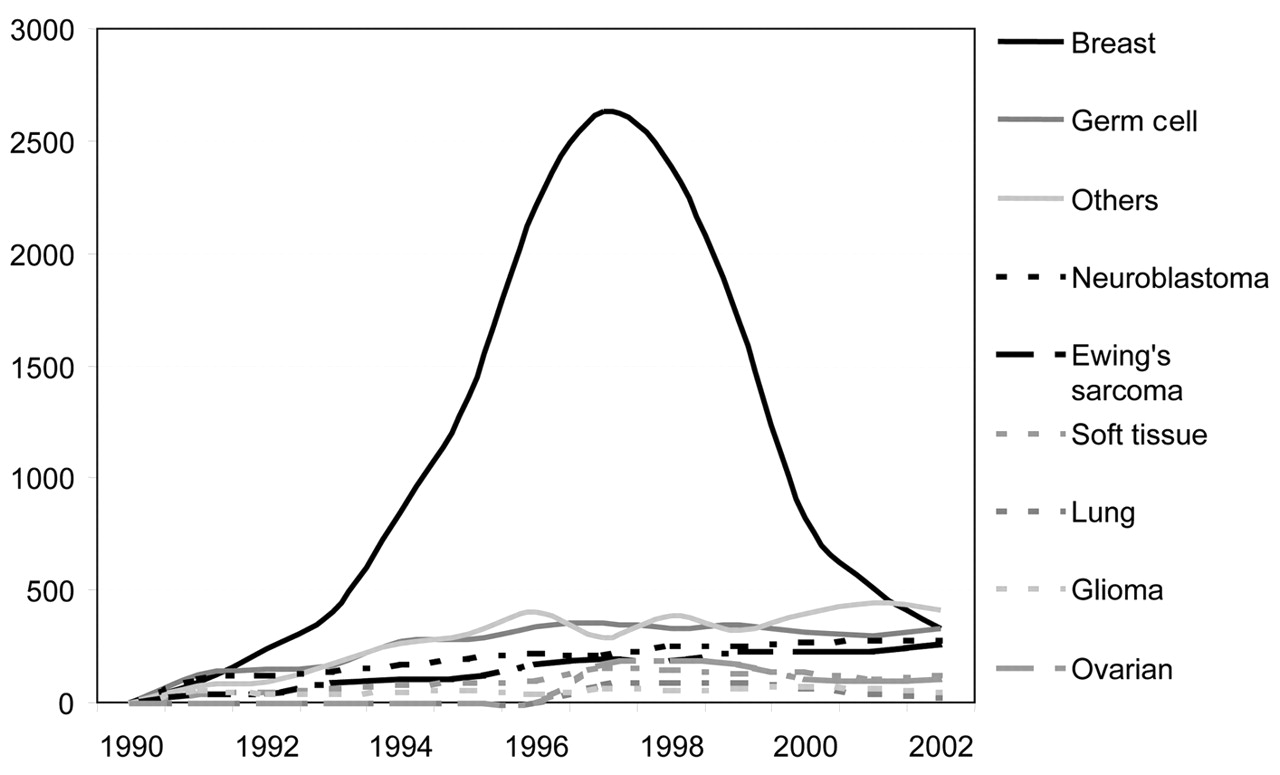 3000
2500
2000
1500
1000
500
0
1990 1992 1994 1996 1998 2000 2002
Breast
Germ cell
Others
Neuroblastoma
Ewing's
sarcoma
Soft tissue
Lung
Glioma
Ovarian